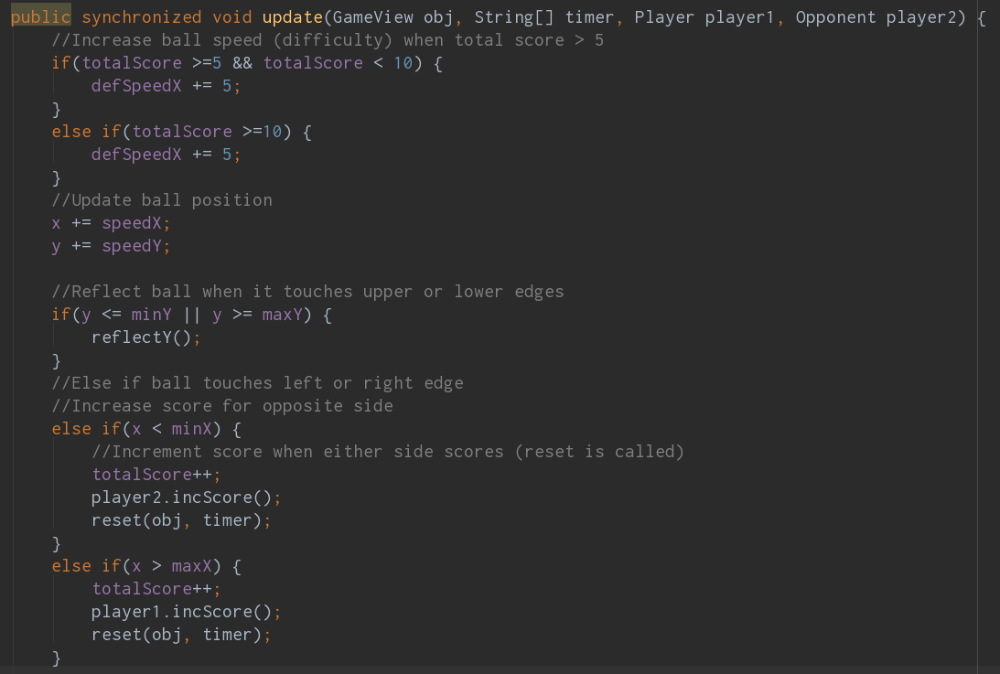 public synchronized void update(GameView obj, String[] timer, Player player1, Opponent player2) {
    //Increase ball speed (difficulty) when total score > 5
    if(totalScore >=5 && totalScore < 10) {
        defSpeedX += 5;
    }
    else if(totalScore >=10) {
        defSpeedX += 5;
    }
    //Update ball position
    x += speedX;
    y += speedY;

    //Reflect ball when it touches upper or lower edges
    if(y <= minY || y >= maxY) {
        reflectY();
    }
    //Else if ball touches left or right edge
    //Increase score for opposite side
    else if(x < minX) {
        //Increment score when either side scores (reset is called)
        totalScore++;
        player2.incScore();
        reset(obj, timer);
    }
    else if(x > maxX) {
        totalScore++;
        player1.incScore();
        reset(obj, timer);
    }